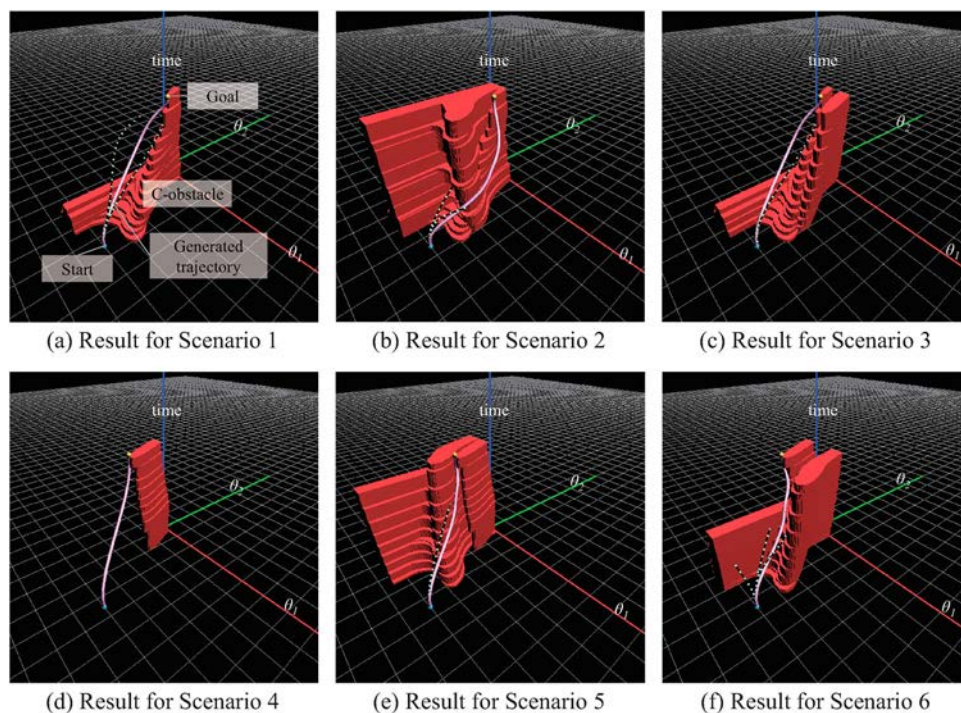 time
Goal
θ₂
C-obstacle
Generated
trajectory
θ₁
Start
(a) Result for Scenario 1
time
θ₂
θ₁
(b) Result for Scenario 2
time
θ₂
θ₁
(c) Result for Scenario 3
time
θ₂
θ₁
(d) Result for Scenario 4
time
θ₂
θ₁
(e) Result for Scenario 5
time
θ₂
θ₁
(f) Result for Scenario 6